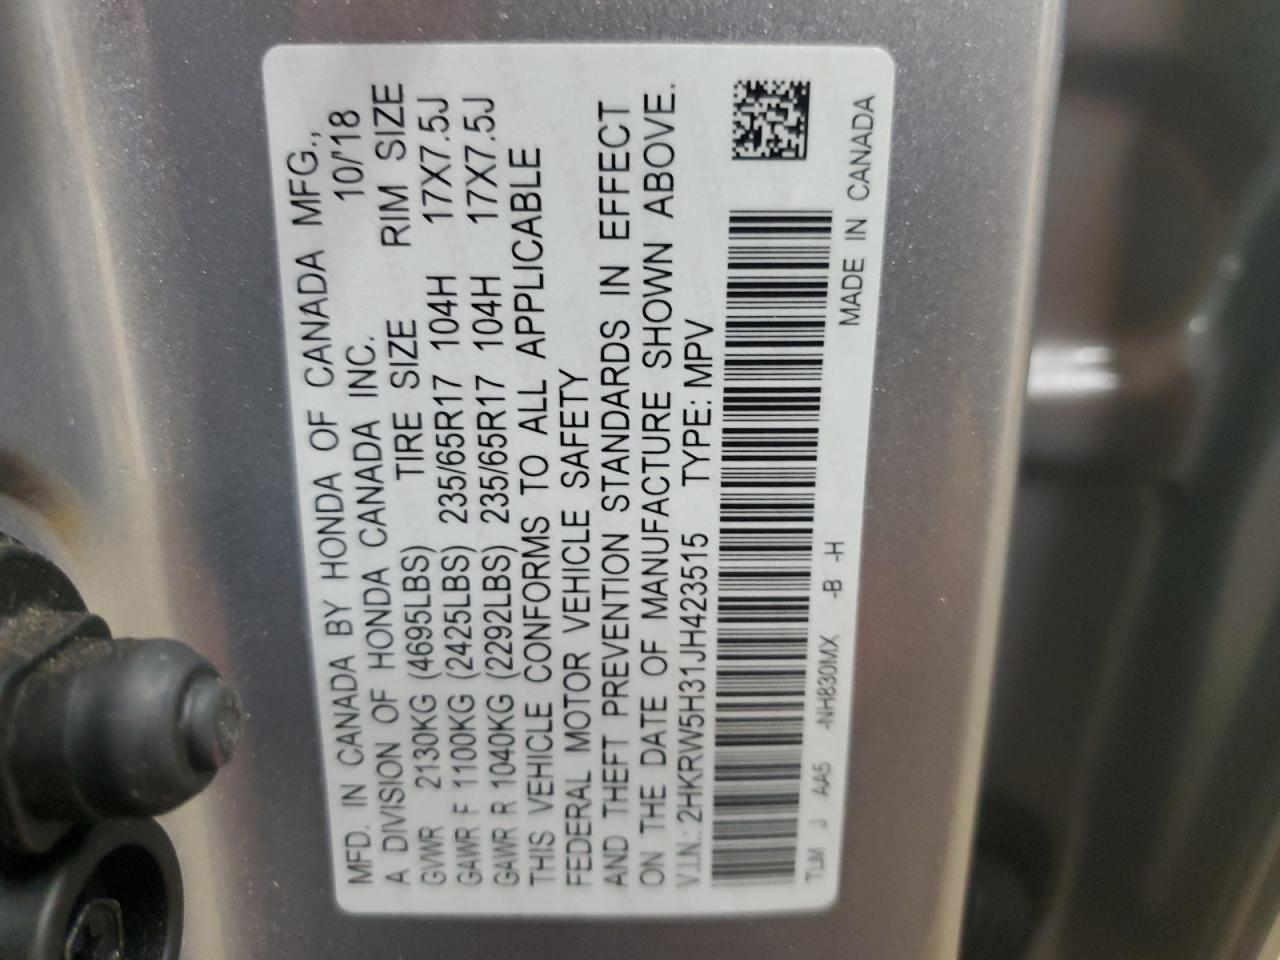 MFD. IN CANADA BY HONDA OF CANADA MFG.,
A DIVISION OF HONDA CANADA INC. 10/'18
TIRE SIZE RIM SIZE
GVWR 2130KG (4695LBS)
GAWR F 1100KG (2425LBS) 235/65R17 104H 17X7.5J
GAWR R 1040KG (2292LBS) 235/65R17 104H 17X7.5J
THIS VEHICLE CONFORMS TO ALL APPLICABLE
FEDERAL MOTOR VEHICLE SAFETY
AND THEFT PREVENTION STANDARDS IN EFFECT
ON THE DATE OF MANUFACTURE SHOWN ABOVE.
V.I.N.: 2HKRW5H31JH423515 TYPE: MPV
TLM J AA5 -NH830MX -B -H
MADE IN CANADA